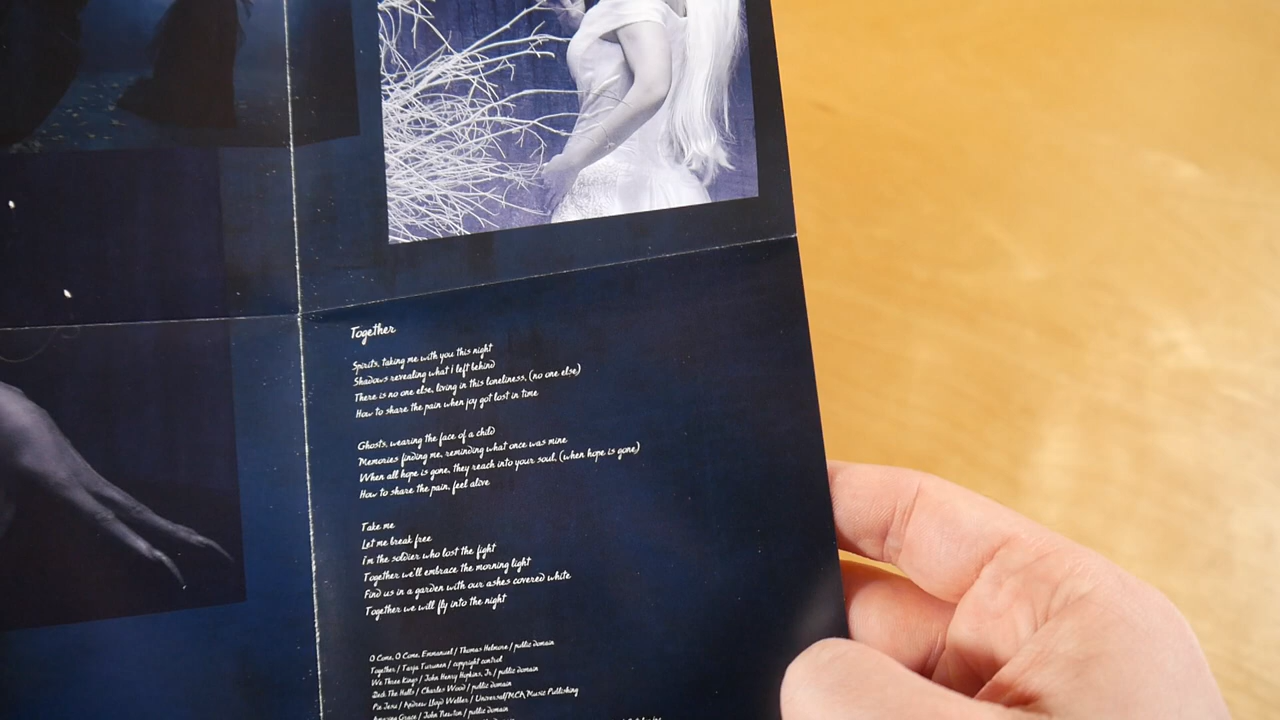 Together
Spirits, taking me with you this night
Shadows revealing what I left behind
There is no one else, living in this loneliness, (no one else)
How to share the pain when joy got lost in time
Ghosts, wearing the face of a child
Memories finding me, reminding what once was mine
When all hope is gone, they reach into your soul, (when hope is gone)
How to share the pain, feel alive
Take me
Let me break free
I'm the soldier who lost the fight
Together we'll embrace the morning light
Find us in a garden with our ashes covered white
Together we will fly into the night
O Come, O Come, Emmanuel / Thomas Helmore / public domain
Together / Tarja Turunen / copyright control
We Three Kings / John Henry Hopkins, Jr / public domain
Deck The Halls / Charles Wood / public domain
Pie Jesu / Andrew Lloyd Webber / Universal/MCA Music Publishing
Amazing Grace / John Newton / public domain